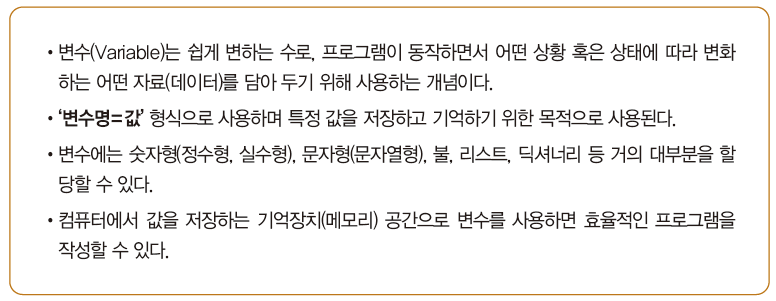 • 변수(Variable)는 쉽게 변하는 수로, 프로그램이 동작하면서 어떤 상황 혹은 상태에 따라 변화
하는 어떤 자료(데이터)를 담아 두기 위해 사용하는 개념이다.
• ‘변수명=값’ 형식으로 사용하며 특정 값을 저장하고 기억하기 위한 목적으로 사용된다.
• 변수에는 숫자형(정수형, 실수형), 문자형(문자열형), 불, 리스트, 딕셔너리 등 거의 대부분을 할
당할 수 있다.
• 컴퓨터에서 값을 저장하는 기억장치(메모리) 공간으로 변수를 사용하면 효율적인 프로그램을
작성할 수 있다.